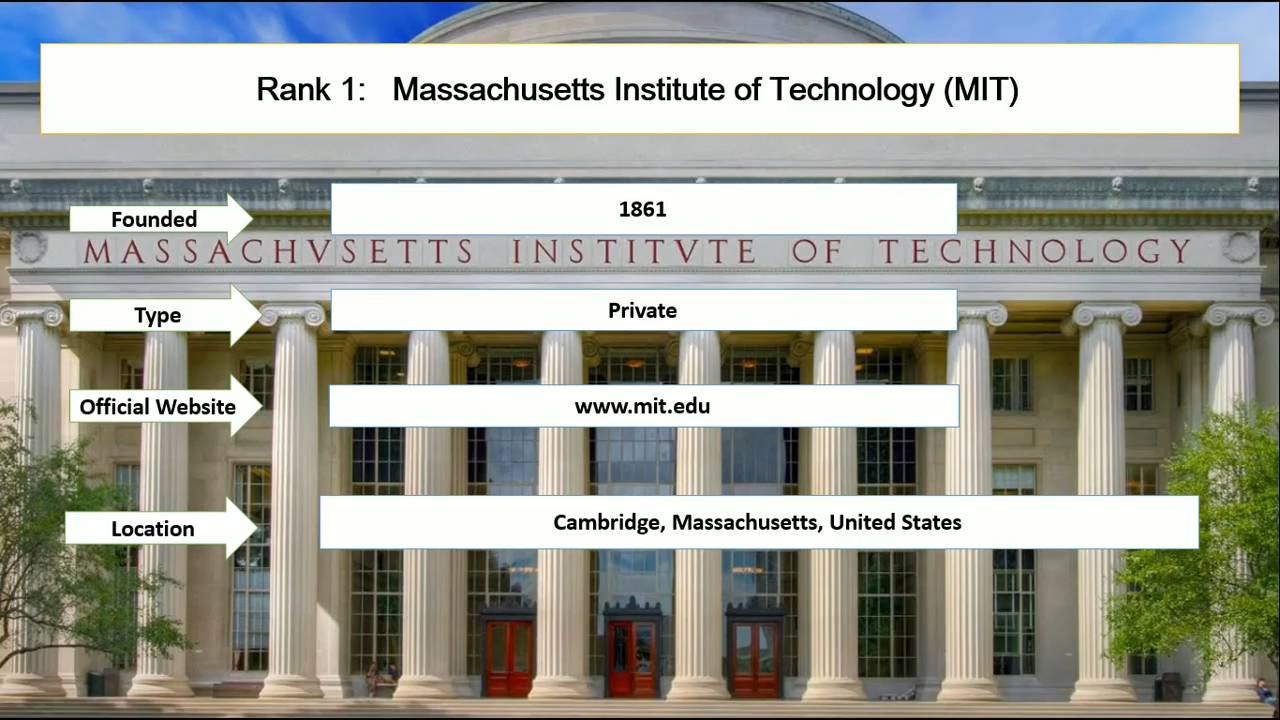 Rank 1: Massachusetts Institute of Technology (MIT)
Founded
1861
MASSACHVSETTS INSTITVTE OF TECHNOLOGY
Type
Private
Official Website
www.mit.edu
Location
Cambridge, Massachusetts, United States